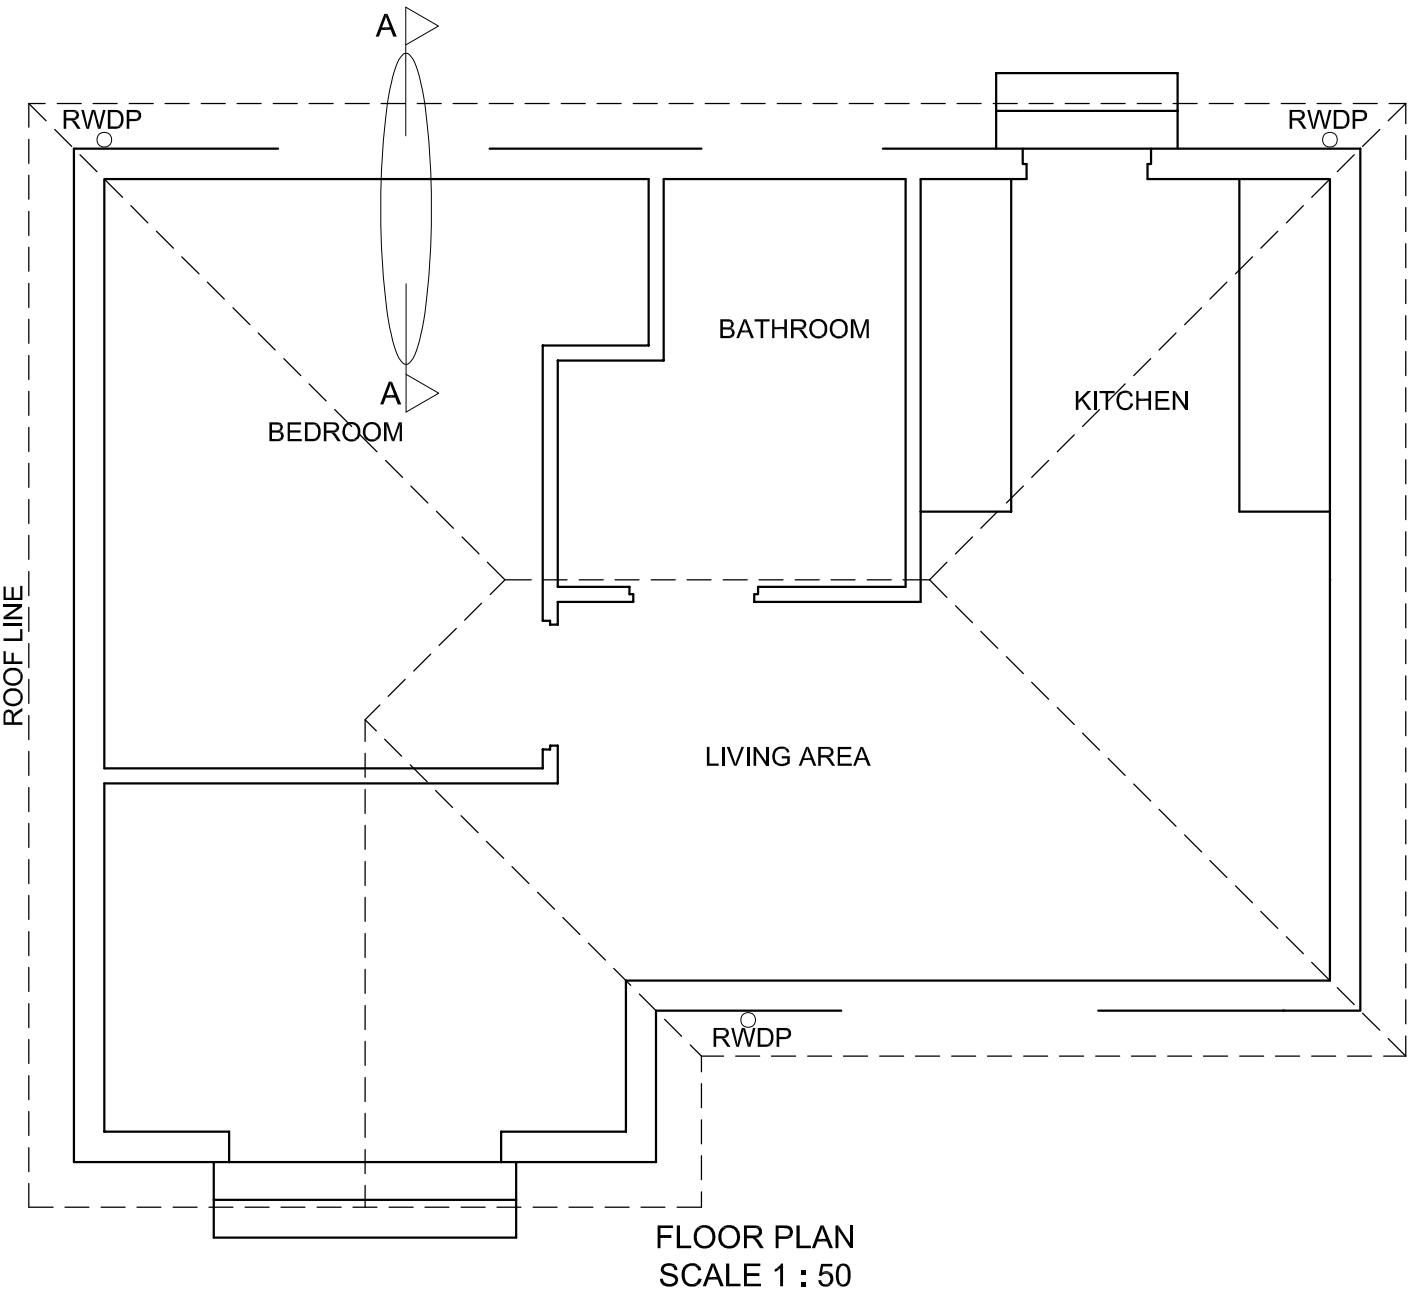 A
RWDP
RWDP
BATHROOM
KITCHEN
A
BEDROOM
ROOF LINE
LIVING AREA
RWDP
FLOOR PLAN
SCALE 1 : 50